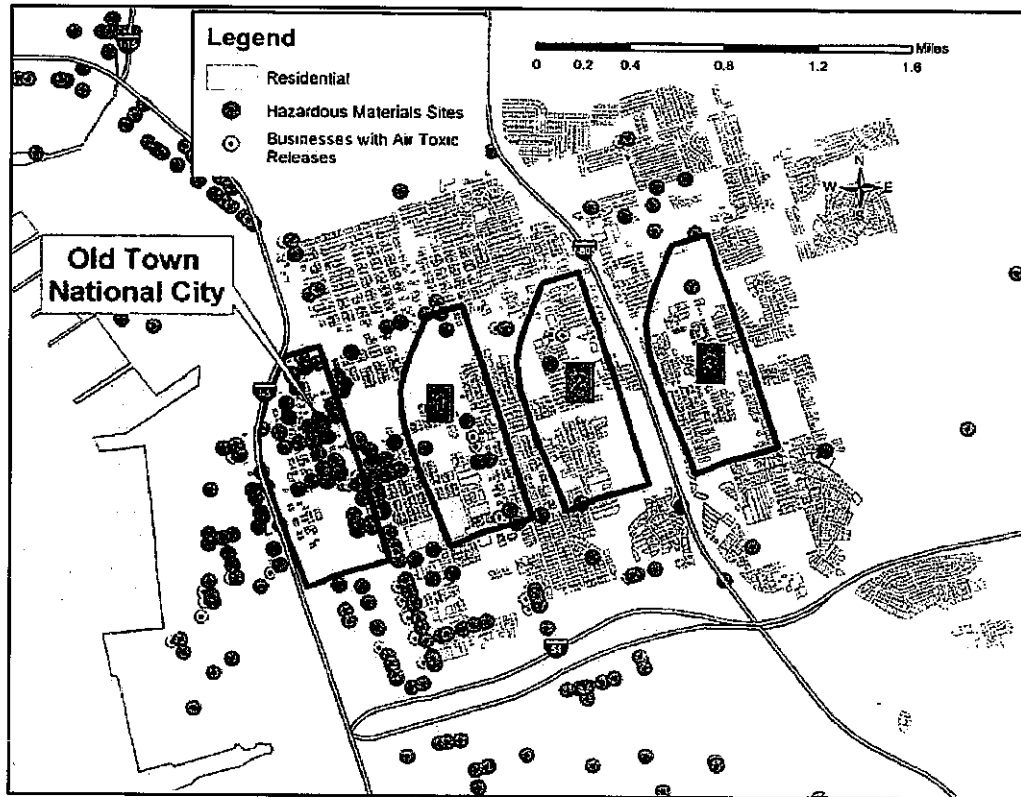 Legend
Residential
Hazardous Materials Sites
Businesses with Air Toxic
Releases
Miles
0 0.2 0.4 0.8 1.2 1.6
N
W E
S
Old Town
National City
54